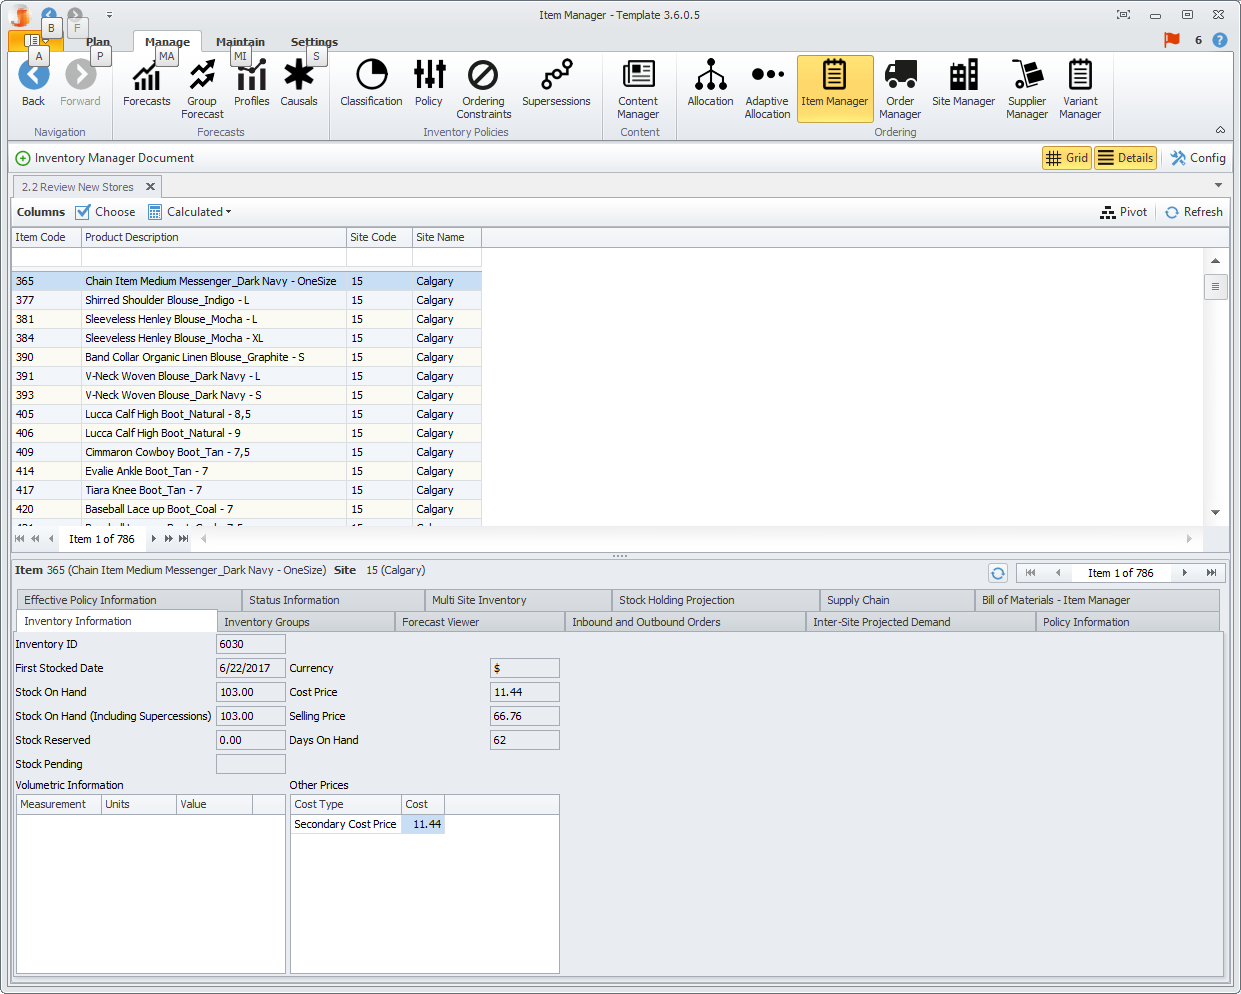 Item Manager - Template 3.6.0.5
B F
Plan Manage Maintain Settings 6
A P MA MI S
Back Forward Forecasts Group Forecast Profiles Causals Classification Policy Ordering Constraints Supersessions Content Manager Allocation Adaptive Allocation Item Manager Order Manager Site Manager Supplier Manager Variant Manager
Navigation Forecasts Inventory Policies Content Ordering
Inventory Manager Document Grid Details Config
2.2 Review New Stores
Columns Choose Calculated Pivot Refresh
Item Code Product Description Site Code Site Name
365 Chain Item Medium Messenger_Dark Navy - OneSize 15 Calgary
377 Shirred Shoulder Blouse_Indigo - L 15 Calgary
381 Sleeveless Henley Blouse_Mocha - L 15 Calgary
384 Sleeveless Henley Blouse_Mocha - XL 15 Calgary
390 Band Collar Organic Linen Blouse_Graphite - S 15 Calgary
391 V-Neck Woven Blouse_Dark Navy - L 15 Calgary
393 V-Neck Woven Blouse_Dark Navy - S 15 Calgary
405 Lucca Calf High Boot_Natural - 8,5 15 Calgary
406 Lucca Calf High Boot_Natural - 9 15 Calgary
409 Cimmaron Cowboy Boot_Tan - 7,5 15 Calgary
414 Evalie Ankle Boot_Tan - 7 15 Calgary
417 Tiara Knee Boot_Tan - 7 15 Calgary
420 Baseball Lace up Boot_Coal - 7 15 Calgary
Item 1 of 786
Item 365 (Chain Item Medium Messenger_Dark Navy - OneSize) Site 15 (Calgary) Item 1 of 786
Effective Policy Information Status Information Multi Site Inventory Stock Holding Projection Supply Chain Bill of Materials - Item Manager
Inventory Information Inventory Groups Forecast Viewer Inbound and Outbound Orders Inter-Site Projected Demand Policy Information
Inventory ID 6030
First Stocked Date 6/22/2017 Currency $
Stock On Hand 103.00 Cost Price 11.44
Stock On Hand (Including Supercessions) 103.00 Selling Price 66.76
Stock Reserved 0.00 Days On Hand 62
Stock Pending
Volumetric Information Other Prices
Measurement Units Value Cost Type Cost
Secondary Cost Price 11.44